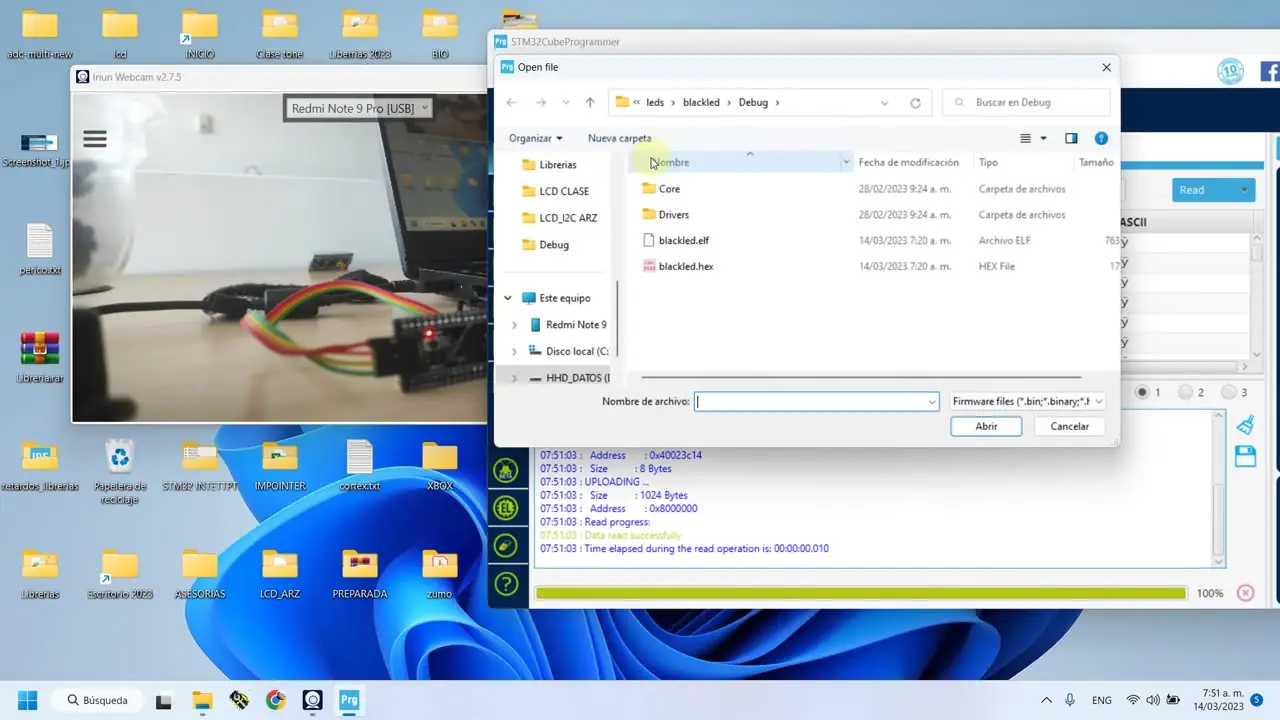 adc-multi-new
lcd
INICIO
Clase tone
Librerias 2023
BIO
Prg STM32CubeProgrammer
Iriun Webcam v2.7.5
Prg Open file
Redmi Note 9 Pro [USB]
« leds › blackled › Debug ›
Buscar en Debug
Organizar
Nueva carpeta
Librerias
LCD CLASE
LCD_I2C ARZ
Debug
Este equipo
Redmi Note 9
Disco local (C:
HHD_DATOS (
Nombre
Fecha de modificación
Tipo
Tamaño
Core
28/02/2023 9:24 a. m.
Carpeta de archivos
Drivers
28/02/2023 9:24 a. m.
Carpeta de archivos
blackled.elf
14/03/2023 7:20 a. m.
Archivo ELF
763
blackled.hex
14/03/2023 7:20 a. m.
HEX File
17
Nombre de archivo:
Firmware files (*.bin;*.binary;*.h
Abrir
Cancelar
Read
ASCII
1
2
3
Screenshot_1.jp
perico.txt
Libreriasrar
retardos_librerias
Papelera de
reciclaje
STM32 INTETTPT
IMPOINTER
cortex.txt
XBOX
Librerias
Escritorio 2023
ASESORIAS
LCD_ARZ
PREPARADA
zumo
07:51:03 : Address : 0x40023c14
07:51:03 : Size : 8 Bytes
07:51:03 : UPLOADING ...
07:51:03 : Size : 1024 Bytes
07:51:03 : Address : 0x8000000
07:51:03 : Read progress:
07:51:03 : Data read successfully
07:51:03 : Time elapsed during the read operation is: 00:00:00.010
100%
Búsqueda
Prg
ENG
7:51 a. m.
14/03/2023
5